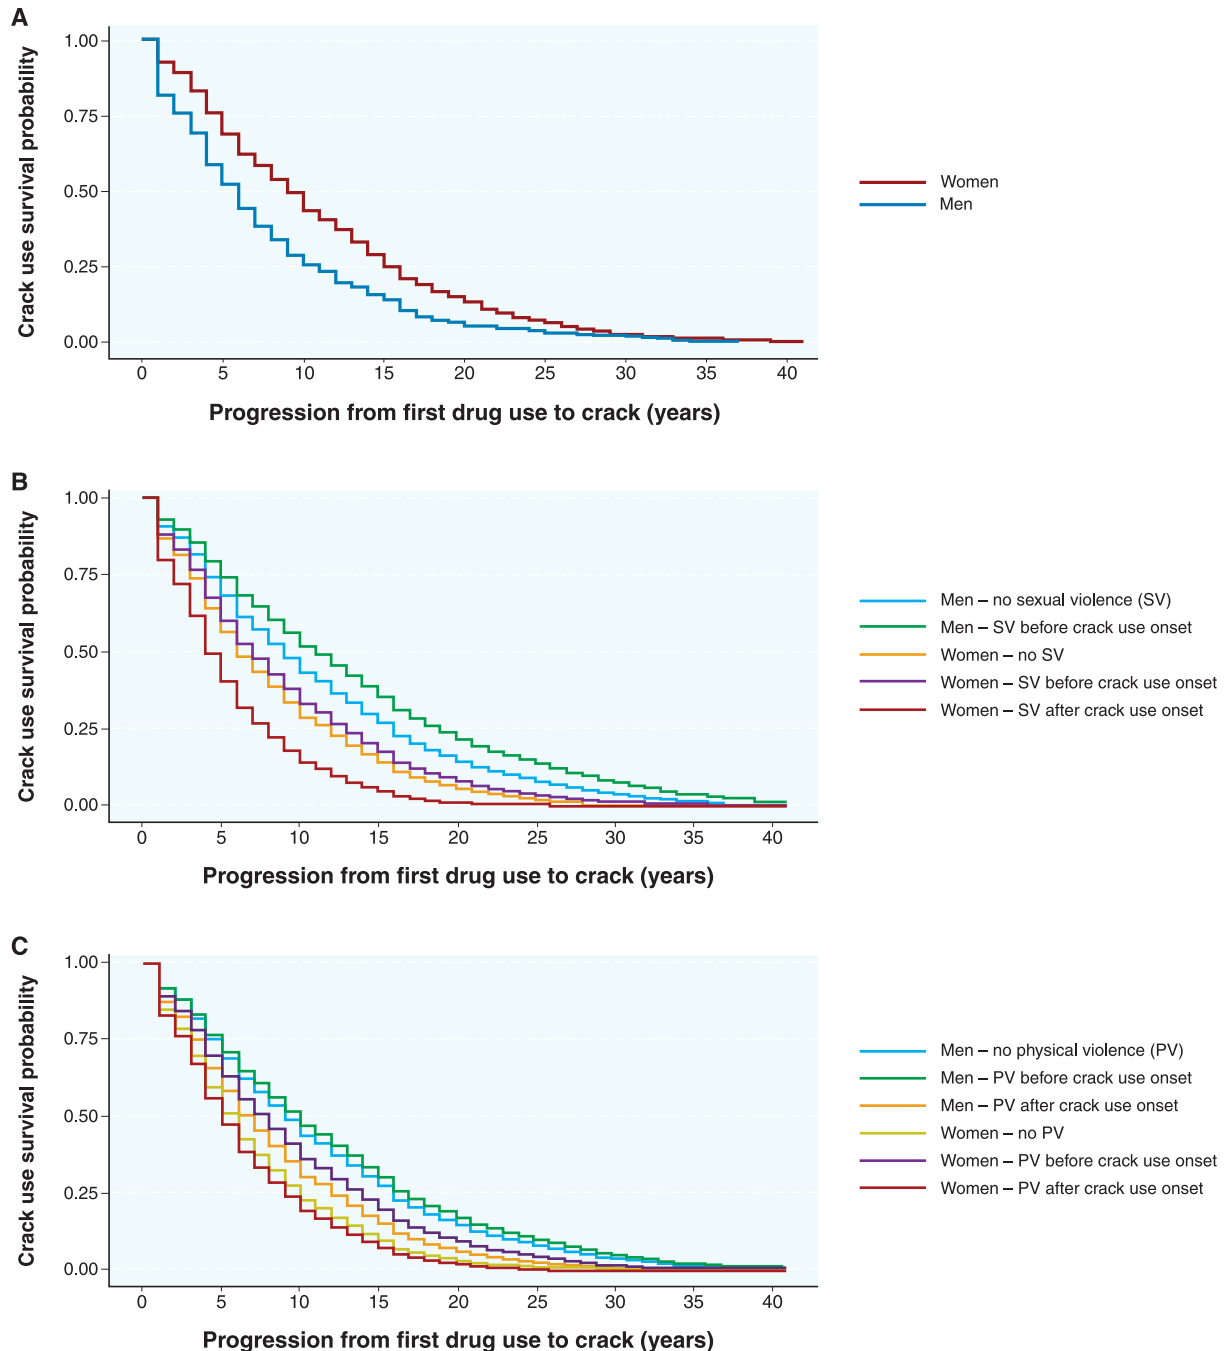 A
Crack use survival probability
1.00
0.75
0.50
0.25
0.00
0 5 10 15 20 25 30 35 40
Progression from first drug use to crack (years)
Women
Men
B
Crack use survival probability
1.00
0.75
0.50
0.25
0.00
0 5 10 15 20 25 30 35 40
Progression from first drug use to crack (years)
Men – no sexual violence (SV)
Men – SV before crack use onset
Women – no SV
Women – SV before crack use onset
Women – SV after crack use onset
C
Crack use survival probability
1.00
0.75
0.50
0.25
0.00
0 5 10 15 20 25 30 35 40
Progression from first drug use to crack (years)
Men – no physical violence (PV)
Men – PV before crack use onset
Men – PV after crack use onset
Women – no PV
Women – PV before crack use onset
Women – PV after crack use onset